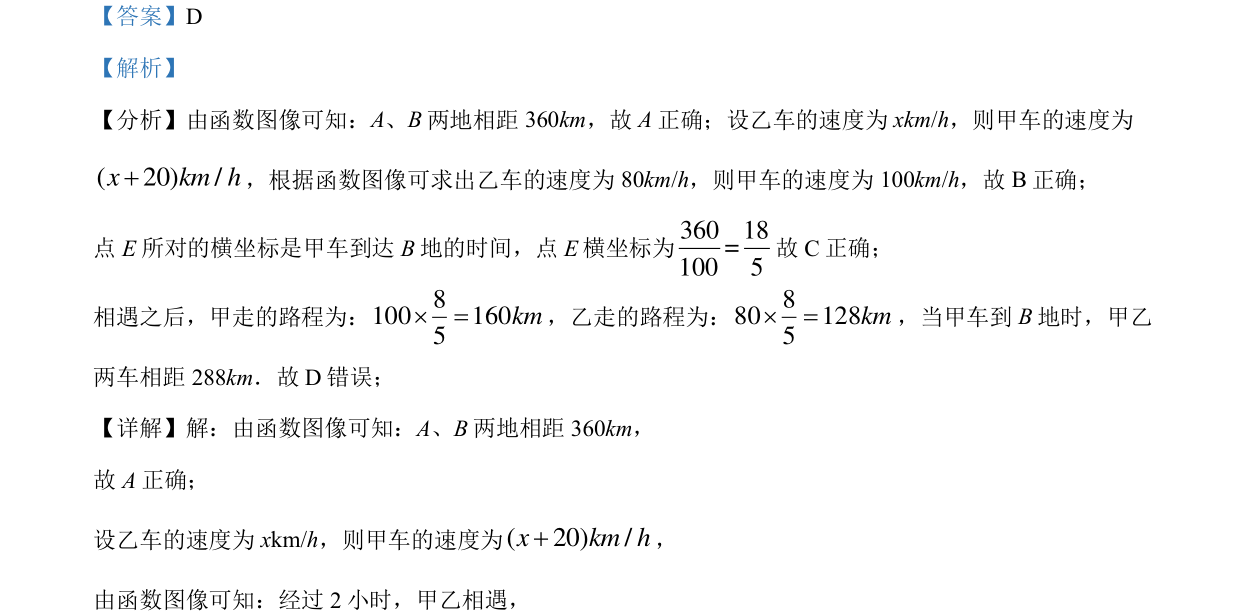 【答案】D
【解析】
【分析】由函数图像可知：A、B 两地相距 360km，故 A 正确；设乙车的速度为 xkm/h，则甲车的速度为
(x+20)km/h，根据函数图像可求出乙车的速度为 80km/h，则甲车的速度为 100km/h，故 B 正确；
点 E 所对的横坐标是甲车到达 B 地的时间，点 E 横坐标为 360/100 = 18/5 故 C 正确；
相遇之后，甲走的路程为：100×8/5=160km，乙走的路程为：80×8/5=128km，当甲车到 B 地时，甲乙
两车相距 288km．故 D 错误；
【详解】解：由函数图像可知：A、B 两地相距 360km，
故 A 正确；
设乙车的速度为 xkm/h，则甲车的速度为(x+20)km/h，
由函数图像可知：经过 2 小时，甲乙相遇，